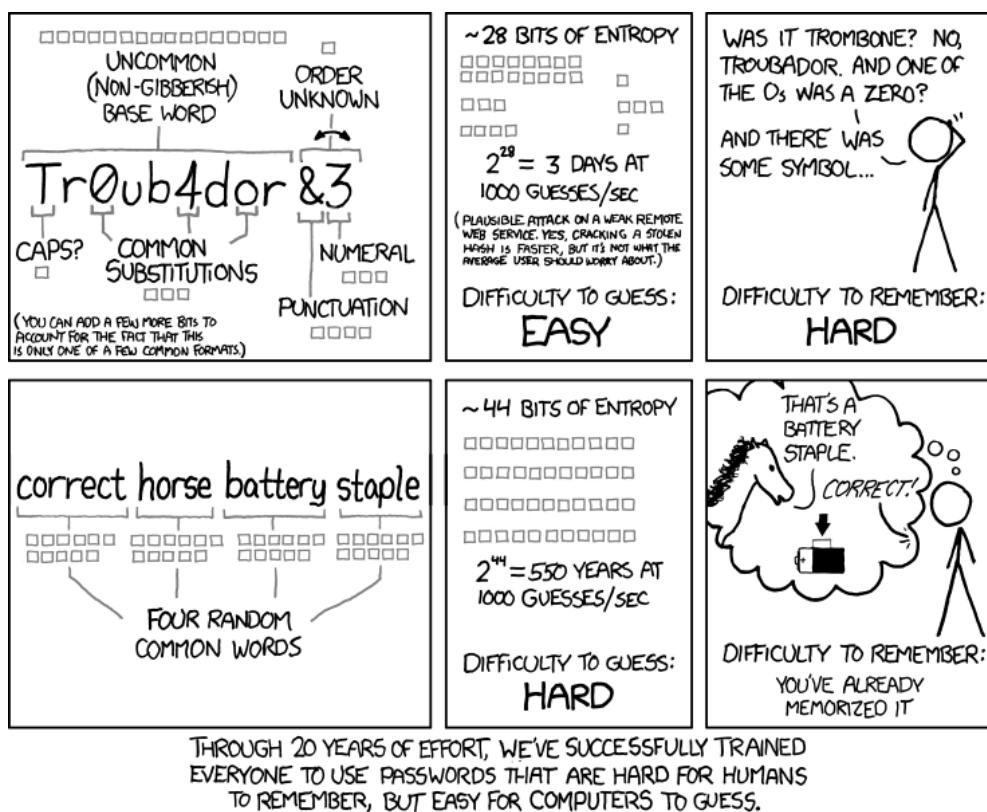 UNCOMMON
(NON-GIBBERISH)
BASE WORD
ORDER
UNKNOWN
Tr0ub4dor &3
CAPS?
COMMON
SUBSTITUTIONS
NUMERAL
PUNCTUATION
(YOU CAN ADD A FEW MORE BITS TO
ACCOUNT FOR THE FACT THAT THIS
IS ONLY ONE OF A FEW COMMON FORMATS.)
~28 BITS OF ENTROPY
2^28 = 3 DAYS AT
1000 GUESSES/SEC
(PLAUSIBLE ATTACK ON A WEAK REMOTE
WEB SERVICE. YES, CRACKING A STOLEN
HASH IS FASTER, BUT IT'S NOT WHAT THE
AVERAGE USER SHOULD WORRY ABOUT.)
DIFFICULTY TO GUESS:
EASY
WAS IT TROMBONE? NO,
TROUBADOR. AND ONE OF
THE Os WAS A ZERO?
AND THERE WAS
SOME SYMBOL...
DIFFICULTY TO REMEMBER:
HARD
correct horse battery staple
FOUR RANDOM
COMMON WORDS
~44 BITS OF ENTROPY
2^44 = 550 YEARS AT
1000 GUESSES/SEC
DIFFICULTY TO GUESS:
HARD
THAT'S A
BATTERY
STAPLE.
CORRECT!
+
DIFFICULTY TO REMEMBER:
YOU'VE ALREADY
MEMORIZED IT
THROUGH 20 YEARS OF EFFORT, WE'VE SUCCESSFULLY TRAINED
EVERYONE TO USE PASSWORDS THAT ARE HARD FOR HUMANS
TO REMEMBER, BUT EASY FOR COMPUTERS TO GUESS.